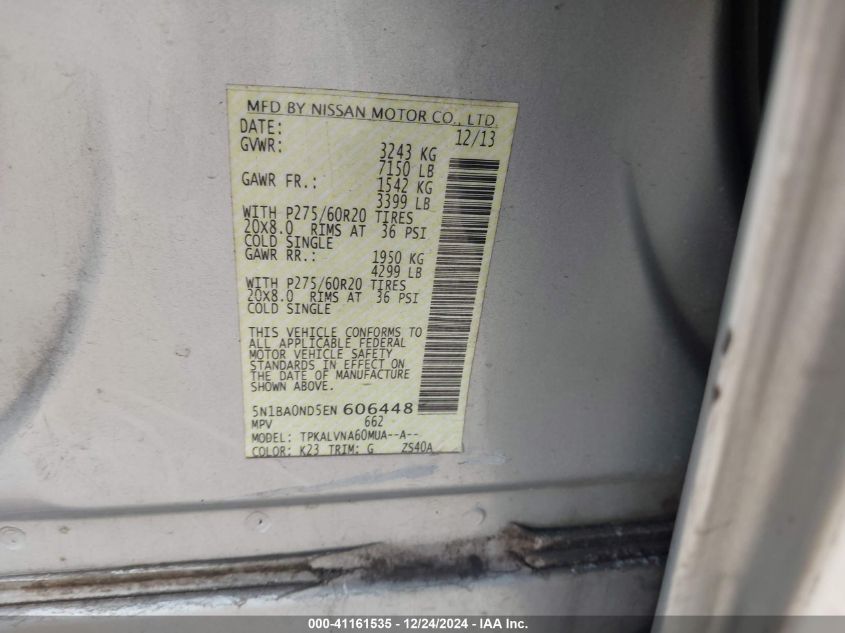 MFD BY NISSAN MOTOR CO., LTD.
DATE: 12/13
GVWR: 3243 KG
7150 LB
GAWR FR.: 1542 KG
3399 LB
WITH P275/60R20 TIRES
20X8.0 RIMS AT 36 PSI
COLD SINGLE
GAWR RR.: 1950 KG
4299 LB
WITH P275/60R20 TIRES
20X8.0 RIMS AT 36 PSI
COLD SINGLE
THIS VEHICLE CONFORMS TO
ALL APPLICABLE FEDERAL
MOTOR VEHICLE SAFETY
STANDARDS IN EFFECT ON
THE DATE OF MANUFACTURE
SHOWN ABOVE.
5N1BA0ND5EN 606448
MPV 662
MODEL: TPKALVNA60MUA--A--
COLOR: K23 TRIM: G ZS40A
000-41161535 - 12/24/2024 - IAA Inc.